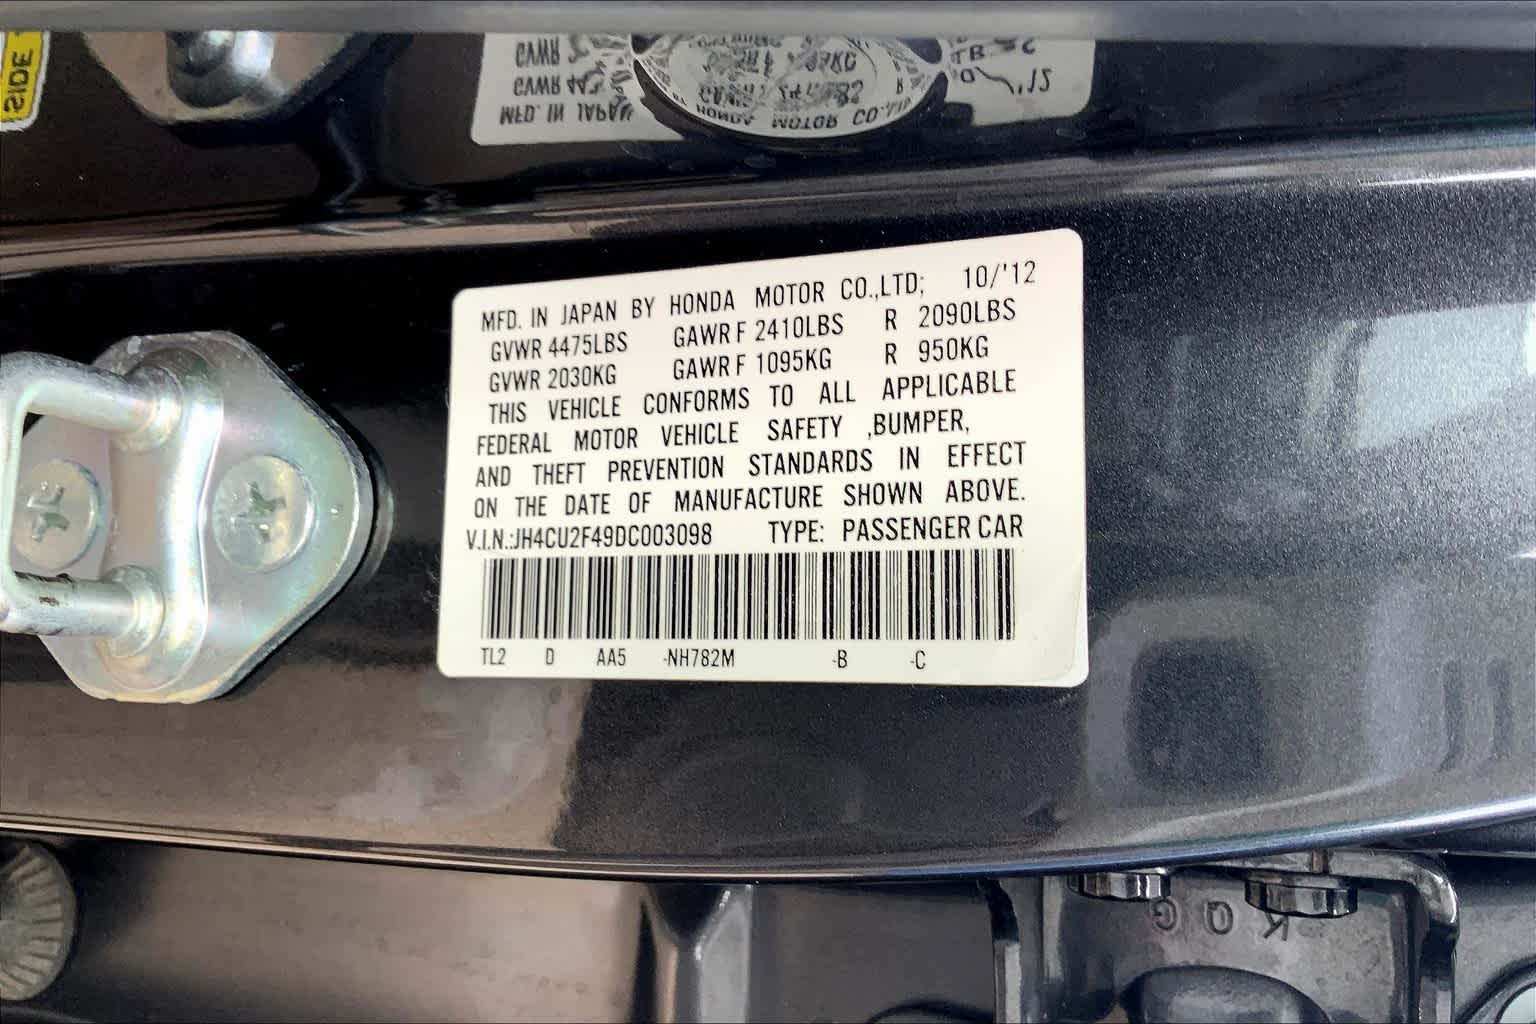 SIDE
MFD. IN JAPAN BY HONDA MOTOR CO.,LTD; 10/'12
GVWR 4475LBS GAWR F 2410LBS R 2090LBS
GVWR 2030KG GAWR F 1095KG R 950KG
THIS VEHICLE CONFORMS TO ALL APPLICABLE
FEDERAL MOTOR VEHICLE SAFETY ,BUMPER,
AND THEFT PREVENTION STANDARDS IN EFFECT
ON THE DATE OF MANUFACTURE SHOWN ABOVE.
V.I.N.:JH4CU2F49DC003098 TYPE: PASSENGER CAR
TL2 D AA5 -NH782M -B -C